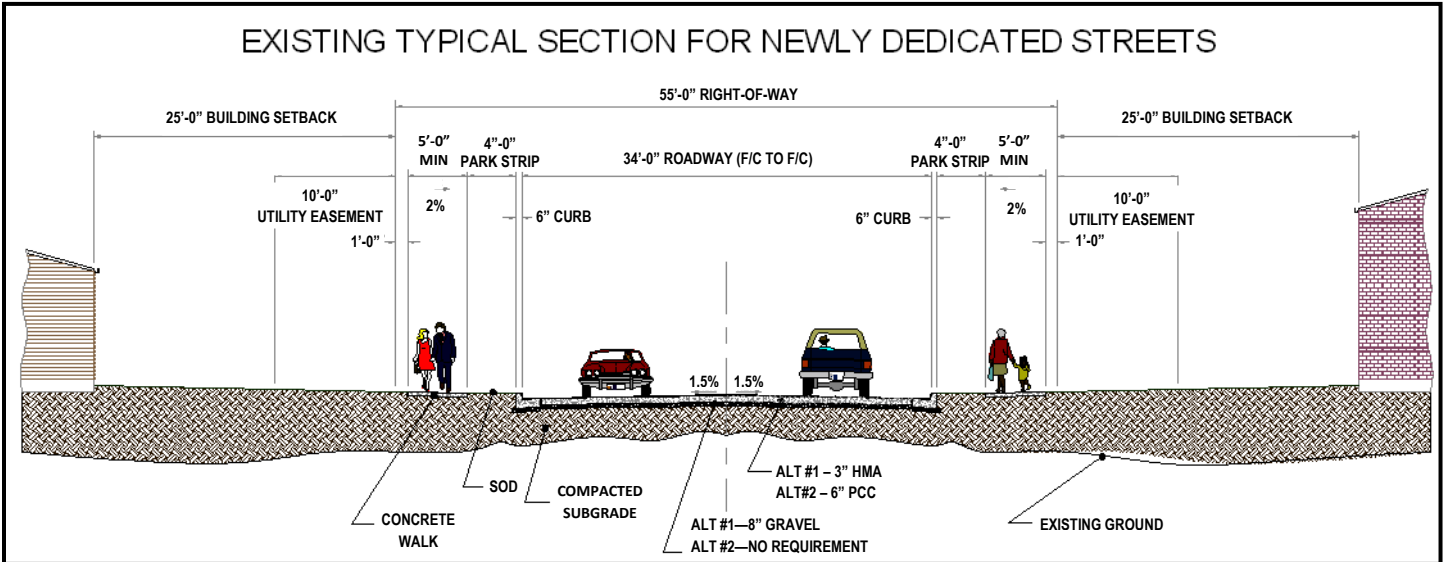 EXISTING TYPICAL SECTION FOR NEWLY DEDICATED STREETS
55'-0” RIGHT-OF-WAY
25'-0” BUILDING SETBACK
25'-0” BUILDING SETBACK
5'-0”
MIN
4”-0”
PARK STRIP
34'-0” ROADWAY (F/C TO F/C)
4”-0”
PARK STRIP
5'-0”
MIN
10'-0”
UTILITY EASEMENT
2%
6” CURB
6” CURB
2%
10'-0”
UTILITY EASEMENT
1'-0”
1'-0”
1.5%
1.5%
ALT #1 – 3” HMA
ALT#2 – 6” PCC
SOD
COMPACTED
SUBGRADE
CONCRETE
WALK
ALT #1—8” GRAVEL
ALT #2—NO REQUIREMENT
EXISTING GROUND